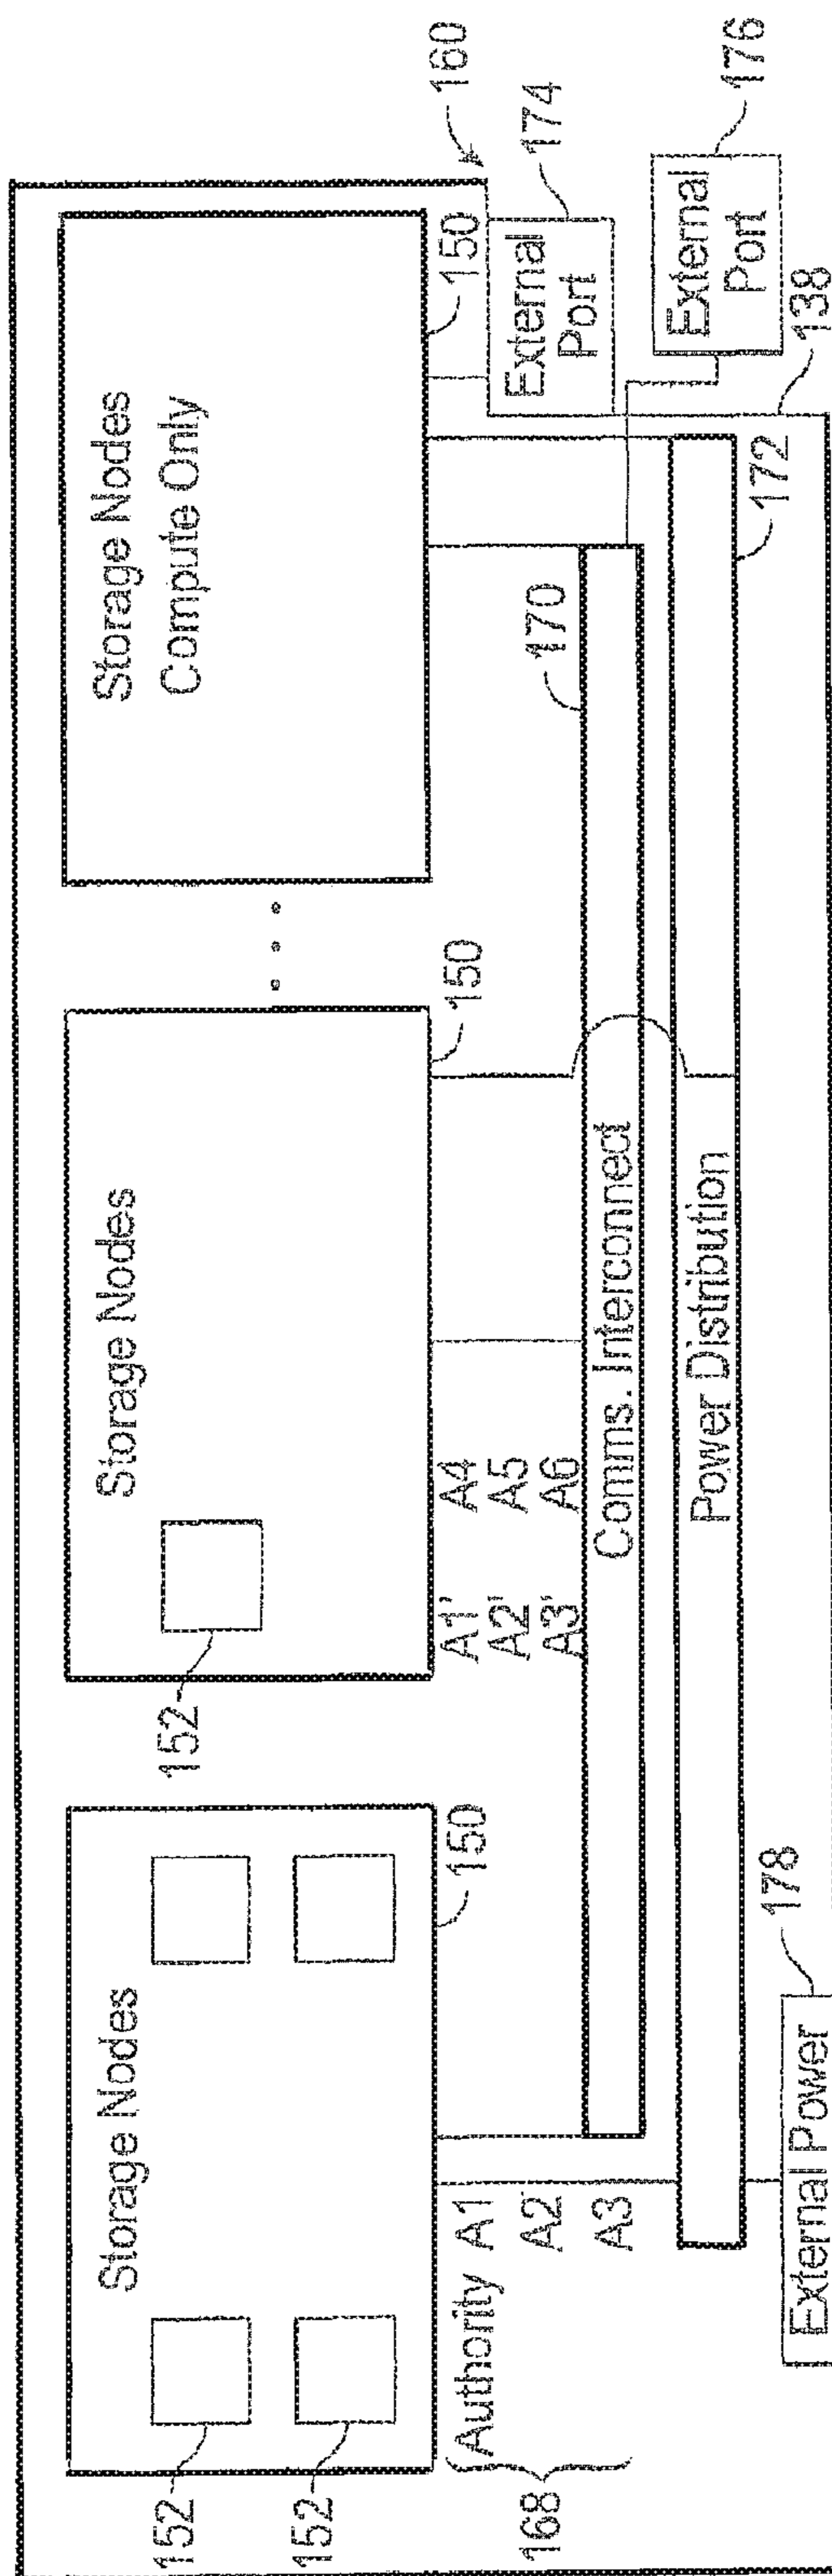 160
Storage Nodes
152
152
150
Storage Nodes
152
150
Storage Nodes
Compute Only
150
168
Authority A1
A2
A3
A1' A4
A2' A5
A3' A6
170
Comms. Interconnect
Power Distribution
172
External
Port
174
External
Port
176
138
External Power
178